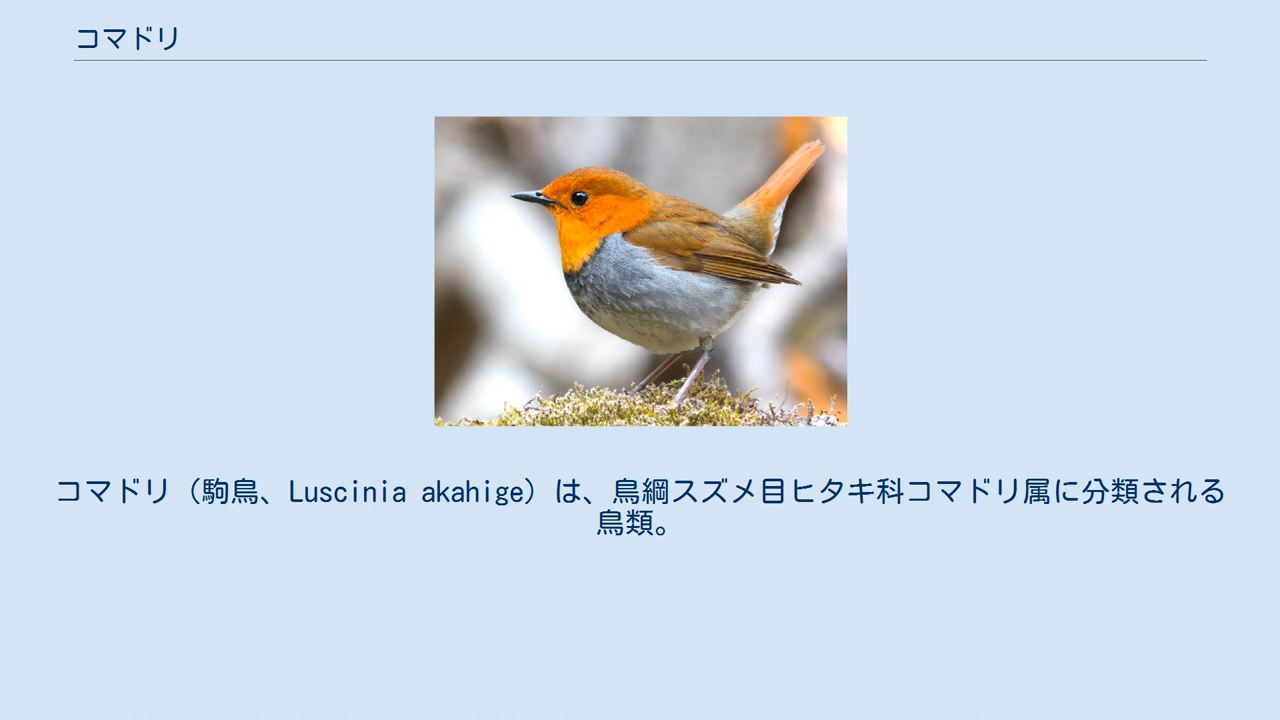 コマドリ
コマドリ（駒鳥、Luscinia akahige）は、鳥綱スズメ目ヒタキ科コマドリ属に分類される
鳥類。